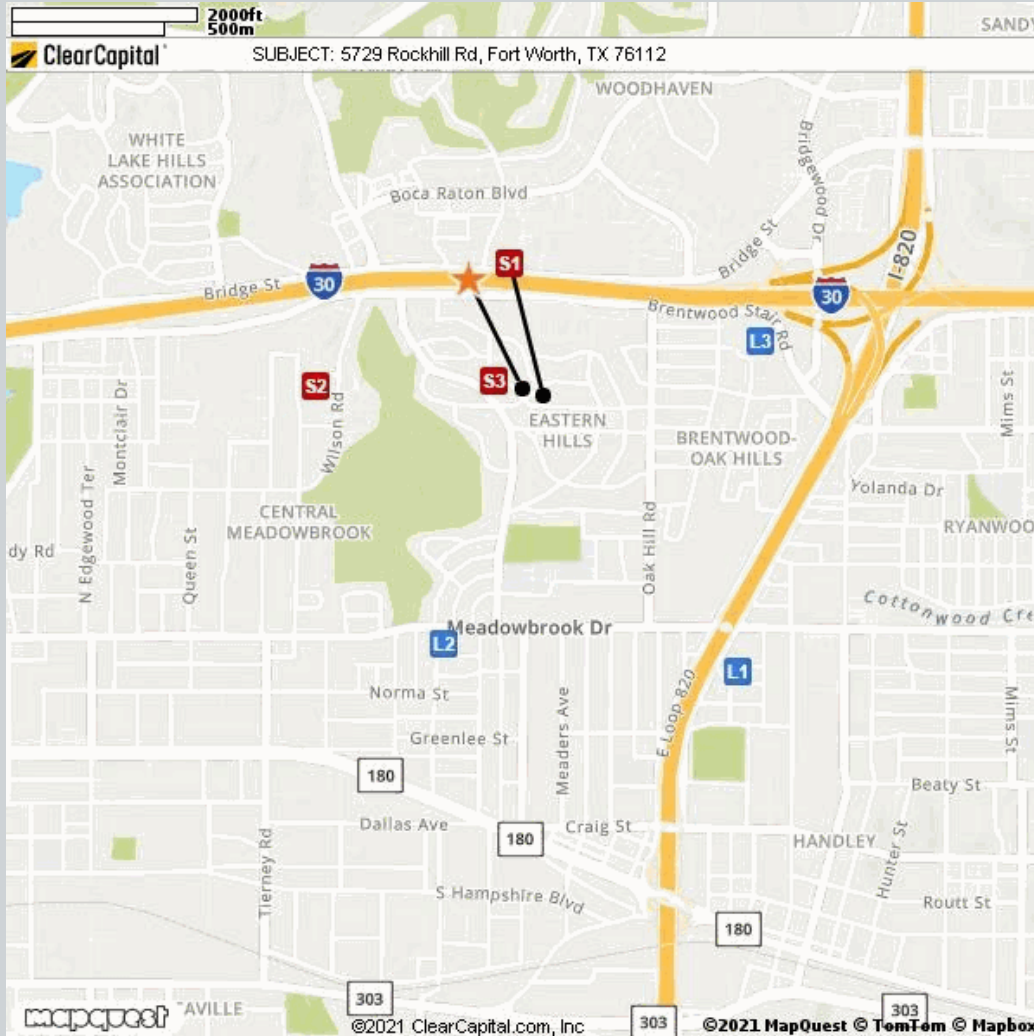 2000ft
500m
SANDY
ClearCapital
SUBJECT: 5729 Rockhill Rd, Fort Worth, TX 76112
WOODHAVEN
WHITE
LAKE HILLS
ASSOCIATION
Bridgewood Dr
Boca Raton Blvd
Bridge St
I-820
S1
Bridge St
30
30
Brentwood Stair Rd
L3
S2
S3
Montclair Dr
Wilson Rd
Mims St
EASTERN
HILLS
BRENTWOOD-
OAK HILLS
N Edgewood Ter
Queen St
Yolanda Dr
CENTRAL
MEADOWBROOK
RYANWOO
dy Rd
Oak Hill Rd
Cottonwood Cre
Meadowbrook Dr
L2
L1
Norma St
Meaders Ave
E Loop 820
Mims St
Greenlee St
180
Beaty St
Dallas Ave
180
Craig St
HANDLEY
Tierney Rd
Hunter St
S Hampshire Blvd
Routt St
180
303
303
303
mapquest
AVILLE
©2021 ClearCapital.com, Inc
©2021 MapQuest © TomTom © Mapbox